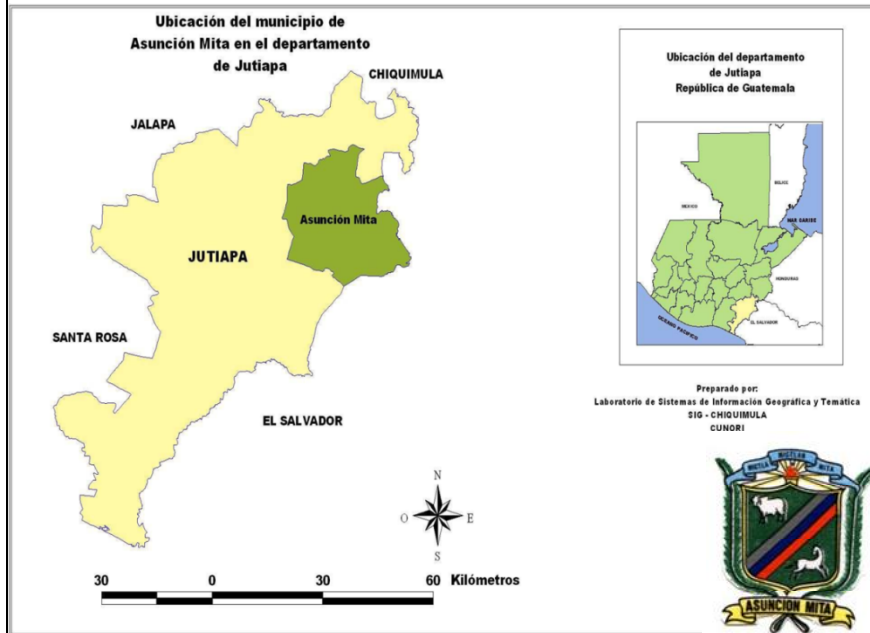 Ubicación del municipio de
Asunción Mita en el departamento
de Jutiapa
CHIQUIMULA
JALAPA
Asunción Mita
JUTIAPA
SANTA ROSA
EL SALVADOR
N
O
E
S
30 0 30 60 Kilómetros
Ubicación del departamento
de Jutiapa
República de Guatemala
MEXICO
MAR CARIBE
HONDURAS
EL SALVADOR
OCEANO PACIFICO
Preparado por:
Laboratorio de Sistemas de Información Geográfica y Temática
SIG - CHIQUIMULA
CUNORI
MICTLAN
MITA
ASUNCION MITA